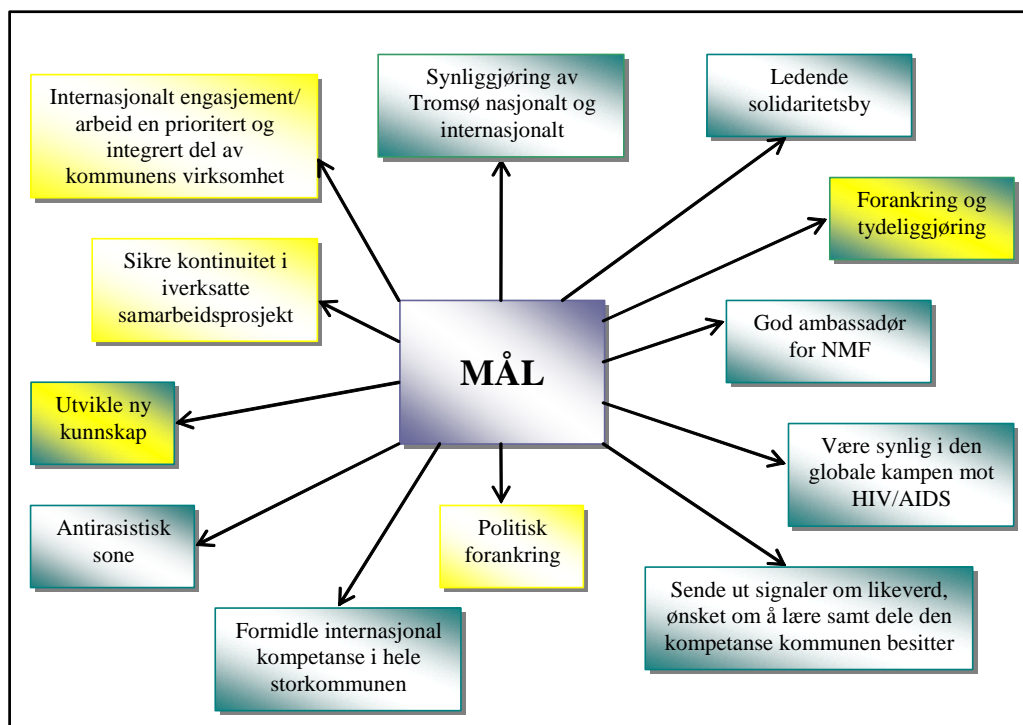 Internasjonalt engasjement/
arbeid en prioritert og
integrert del av
kommunens virksomhet
Synliggjøring av
Tromsø nasjonalt og
internasjonalt
Ledende
solidaritetsby
Forankring og
tydeliggjøring
Sikre kontinuitet i
iverksatte
samarbeidsprosjekt
MÅL
God ambassadør
for NMF
Utvikle ny
kunnskap
Være synlig i den
globale kampen mot
HIV/AIDS
Antirasistisk
sone
Politisk
forankring
Formidle internasjonal
kompetanse i hele
storkommunen
Sende ut signaler om likeverd,
ønsket om å lære samt dele den
kompetanse kommunen besitter